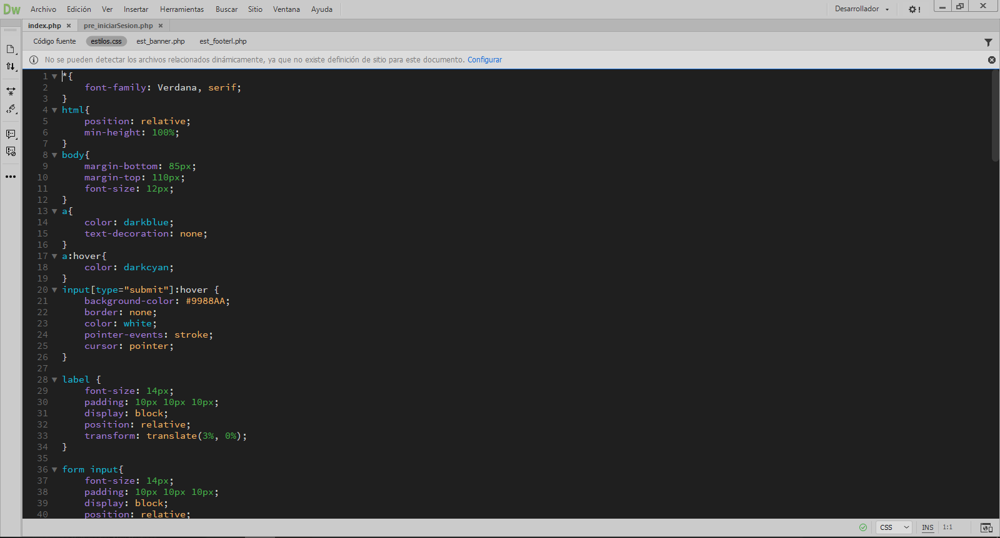 Dw Archivo Edición Ver Insertar Herramientas Buscar Sitio Ventana Ayuda Desarrollador
index.php × pre_iniciarSesion.php ×
Código fuente estilos.css est_banner.php est_footerl.php
No se pueden detectar los archivos relacionados dinámicamente, ya que no existe definición de sitio para este documento. Configurar
1 *{
2 font-family: Verdana, serif;
3 }
4 html{
5 position: relative;
6 min-height: 100%;
7 }
8 body{
9 margin-bottom: 85px;
10 margin-top: 110px;
11 font-size: 12px;
12 }
13 a{
14 color: darkblue;
15 text-decoration: none;
16 }
17 a:hover{
18 color: darkcyan;
19 }
20 input[type="submit"]:hover {
21 background-color: #9988AA;
22 border: none;
23 color: white;
24 pointer-events: stroke;
25 cursor: pointer;
26 }
27
28 label {
29 font-size: 14px;
30 padding: 10px 10px 10px;
31 display: block;
32 position: relative;
33 transform: translate(3%, 0%);
34 }
35
36 form input{
37 font-size: 14px;
38 padding: 10px 10px 10px;
39 display: block;
40 position: relative;
CSS INS 1:1